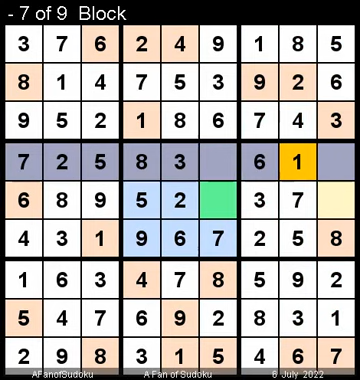 - 7 of 9 Block
3 7 6 2 4 9 1 8 5
8 1 4 7 5 3 9 2 6
9 5 2 1 8 6 7 4 3
7 2 5 8 3 6 1
6 8 9 5 2 3 7
4 3 1 9 6 7 2 5 8
1 6 3 4 7 8 5 9 2
5 4 7 6 9 2 8 3 1
2 9 8 3 1 5 4 6 7
AFanofSudoku A Fan of Sudoku 6 July 2022